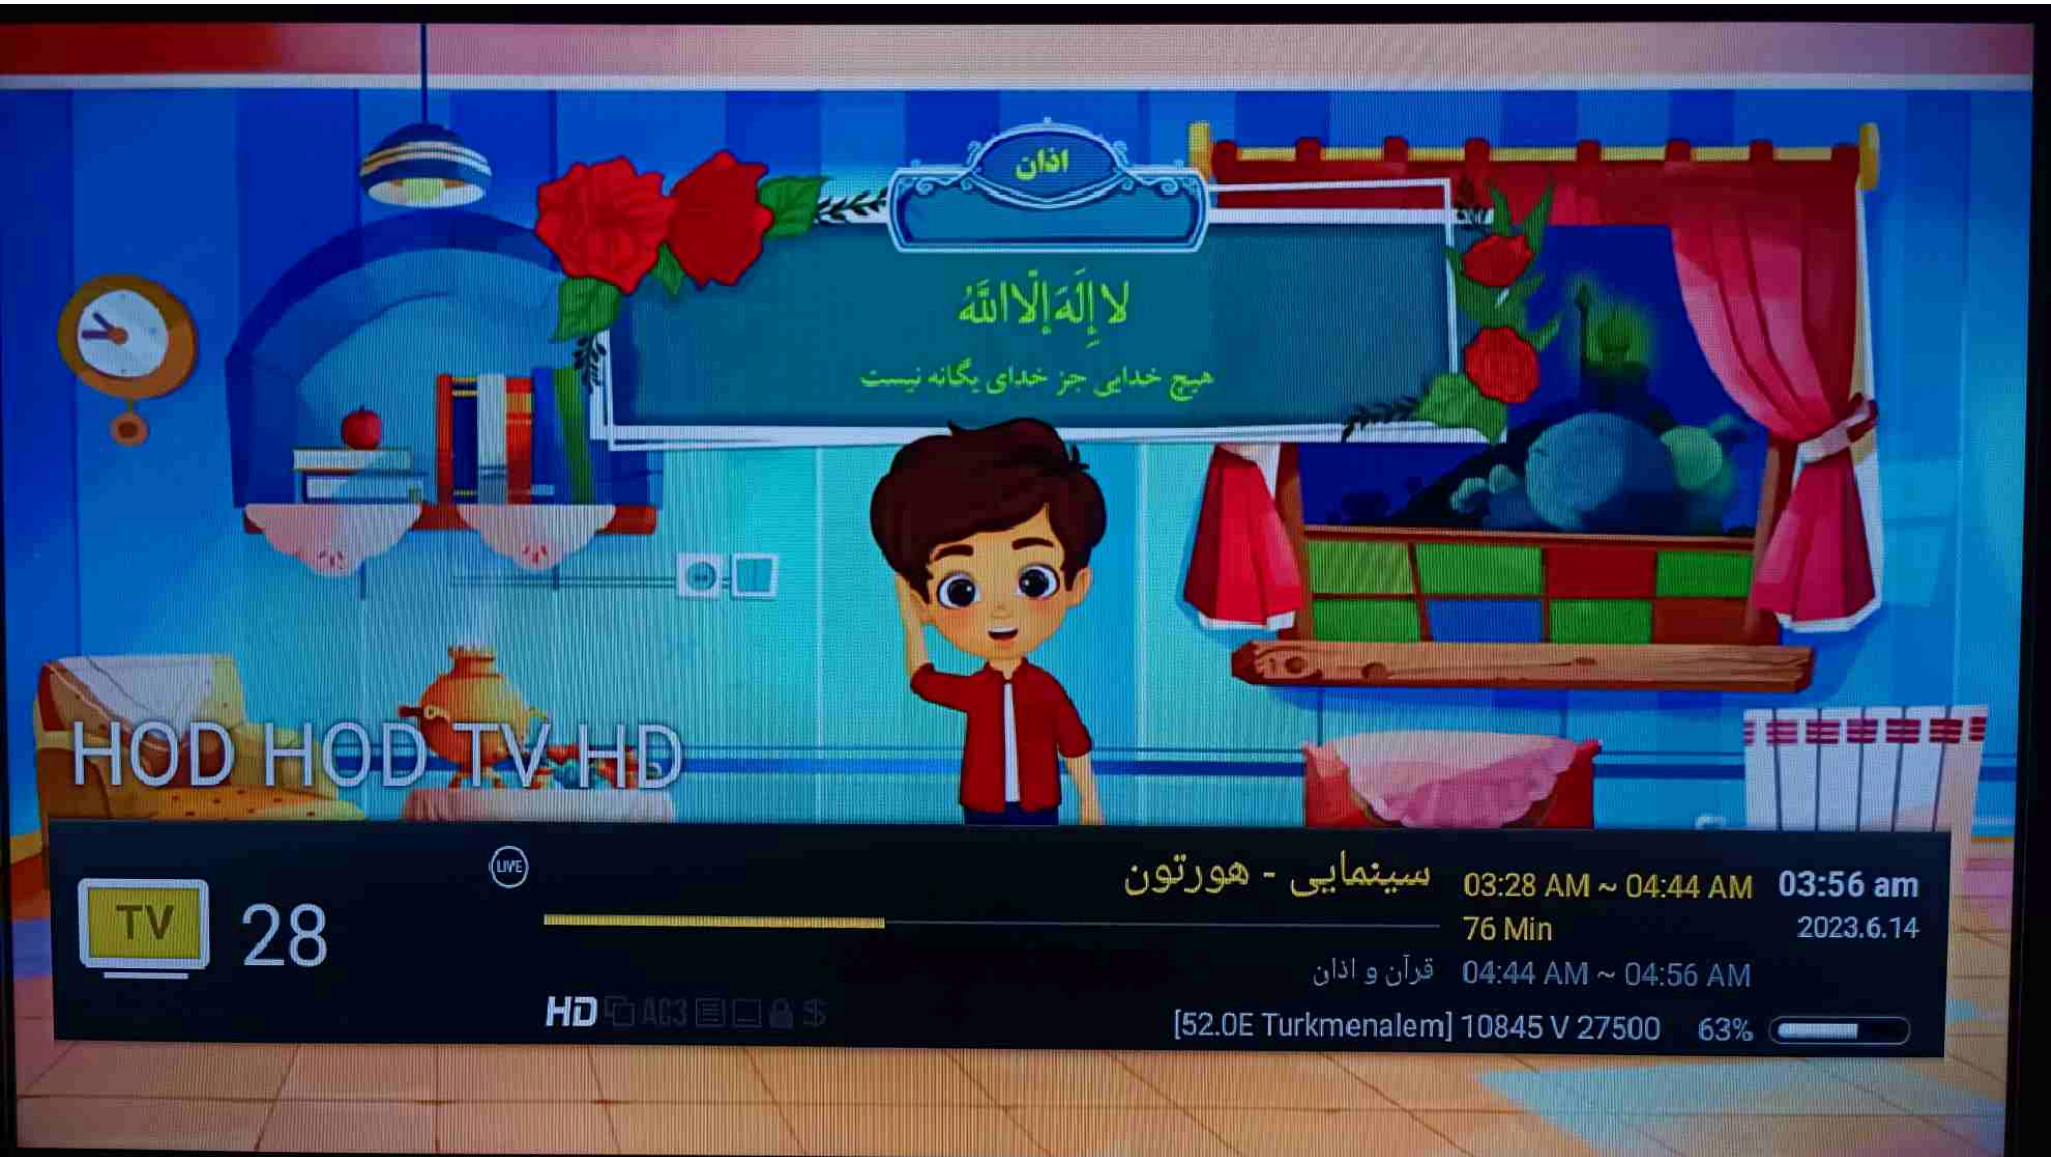 اذان
لا إِلَهَ إلّا اللَّهُ
هیچ خدایی جز خدای یگانه نیست
HOD HOD TV HD
LIVE
سینمایی - هورتون
03:28 AM ~ 04:44 AM
03:56 am
TV
28
76 Min
2023.6.14
قرآن و اذان
04:44 AM ~ 04:56 AM
HD AC3 $
[52.0E Turkmenalem] 10845 V 27500 63%